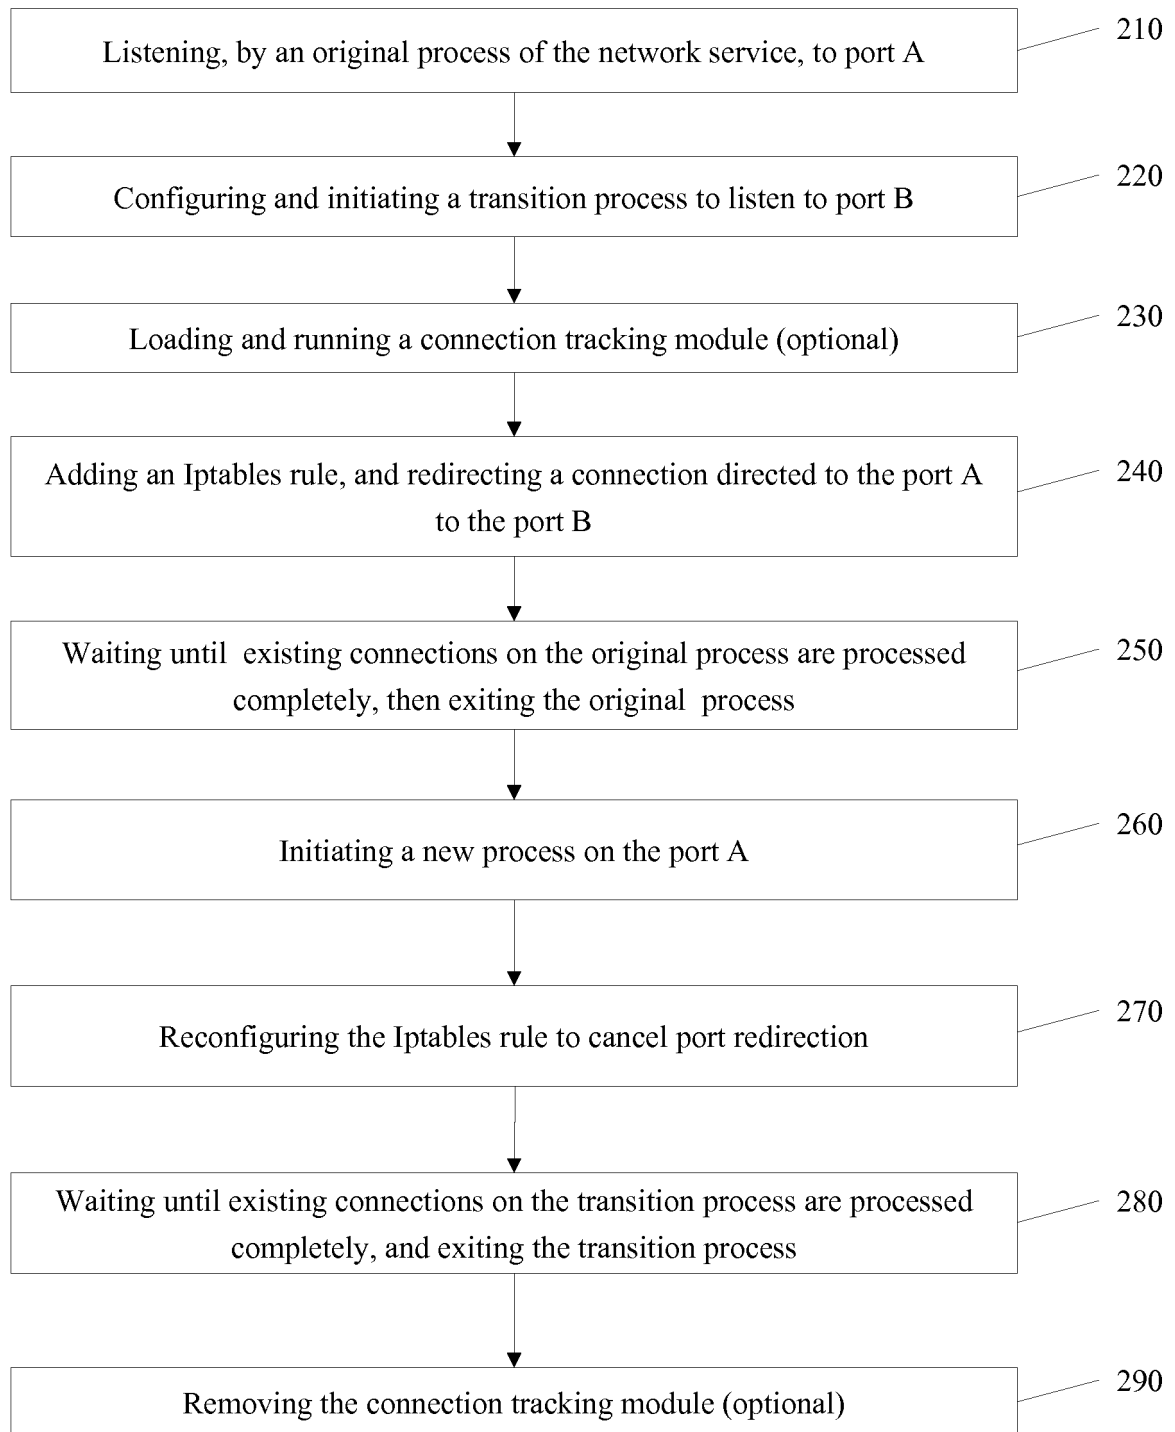 Listening, by an original process of the network service, to port A
210
Configuring and initiating a transition process to listen to port B
220
Loading and running a connection tracking module (optional)
230
Adding an Iptables rule, and redirecting a connection directed to the port A
to the port B
240
Waiting until existing connections on the original process are processed
completely, then exiting the original process
250
Initiating a new process on the port A
260
Reconfiguring the Iptables rule to cancel port redirection
270
Waiting until existing connections on the transition process are processed
completely, and exiting the transition process
280
Removing the connection tracking module (optional)
290